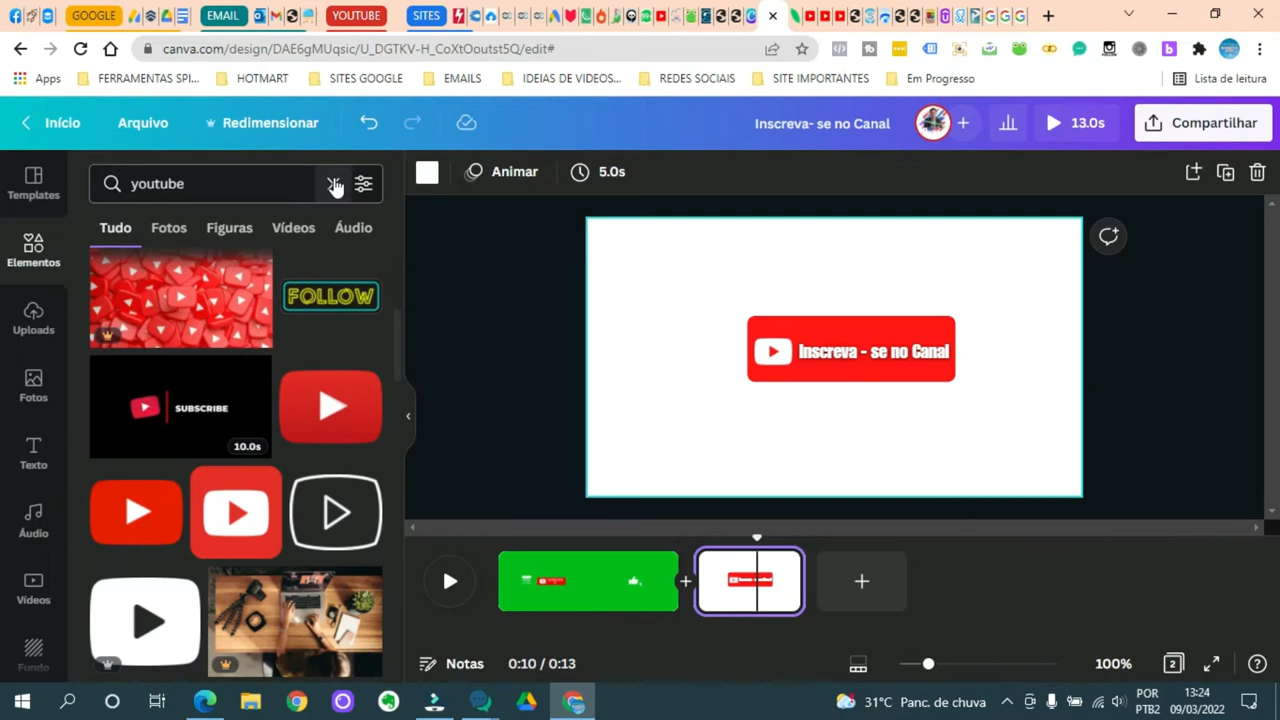 GOOGLE
EMAIL
YOUTUBE
SITES
canva.com/design/DAE6gMUqsic/U_DGTKV-H_CoXtOoutst5Q/edit#
Apps
FERRAMENTAS SPI...
HOTMART
SITES GOOGLE
EMAILS
IDEIAS DE VIDEOS...
REDES SOCIAIS
SITE IMPORTANTES
Em Progresso
Lista de leitura
Início
Arquivo
Redimensionar
Inscreva- se no Canal
13.0s
Compartilhar
Templates
Elementos
Uploads
Fotos
Texto
Áudio
Vídeos
Fundo
youtube
Tudo
Fotos
Figuras
Vídeos
Áudio
FOLLOW
SUBSCRIBE
10.0s
Animar
5.0s
Inscreva - se no Canal
Notas
0:10 / 0:13
100%
2
31°C Panc. de chuva
POR
PTB2
13:24
09/03/2022